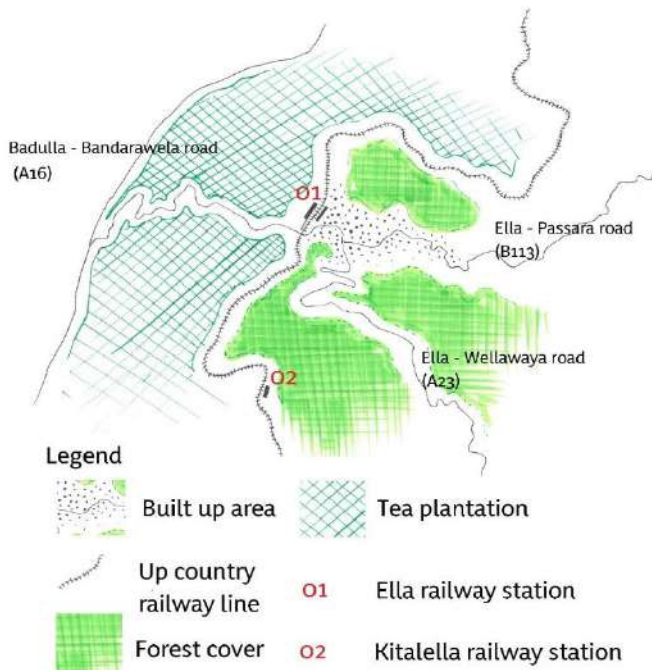 Badulla - Bandarawela road
(A16)
O1
Ella - Passara road
(B113)
Ella - Wellawaya road
(A23)
O2
Legend
Built up area
Tea plantation
Up country
railway line
O1
Ella railway station
Forest cover
O2
Kitalella railway station